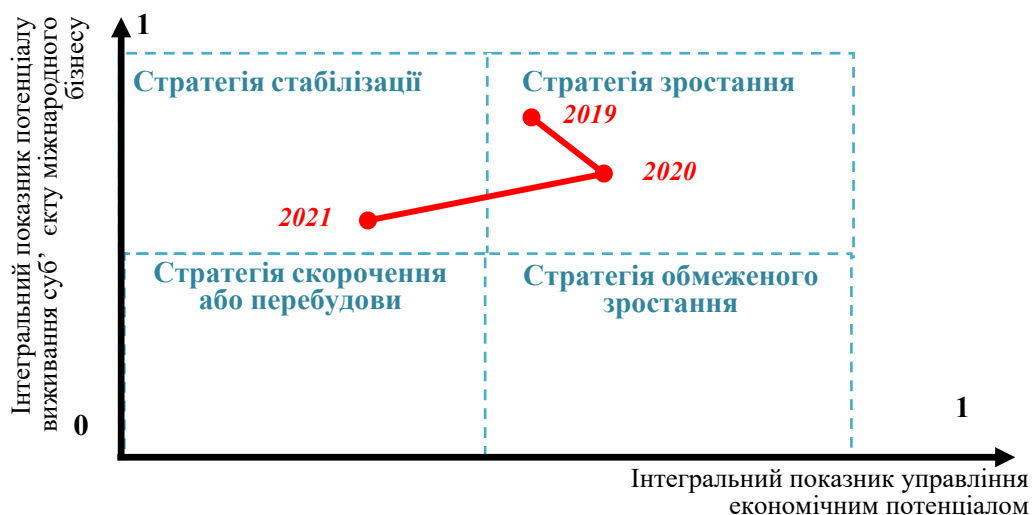 Інтегральний показник потенціалу
виживання суб’ єкту міжнародного
бізнесу
1
Стратегія стабілізації
Стратегія зростання
2019
2020
2021
Стратегія скорочення
або перебудови
Стратегія обмеженого
зростання
0
1
Інтегральний показник управління
економічним потенціалом